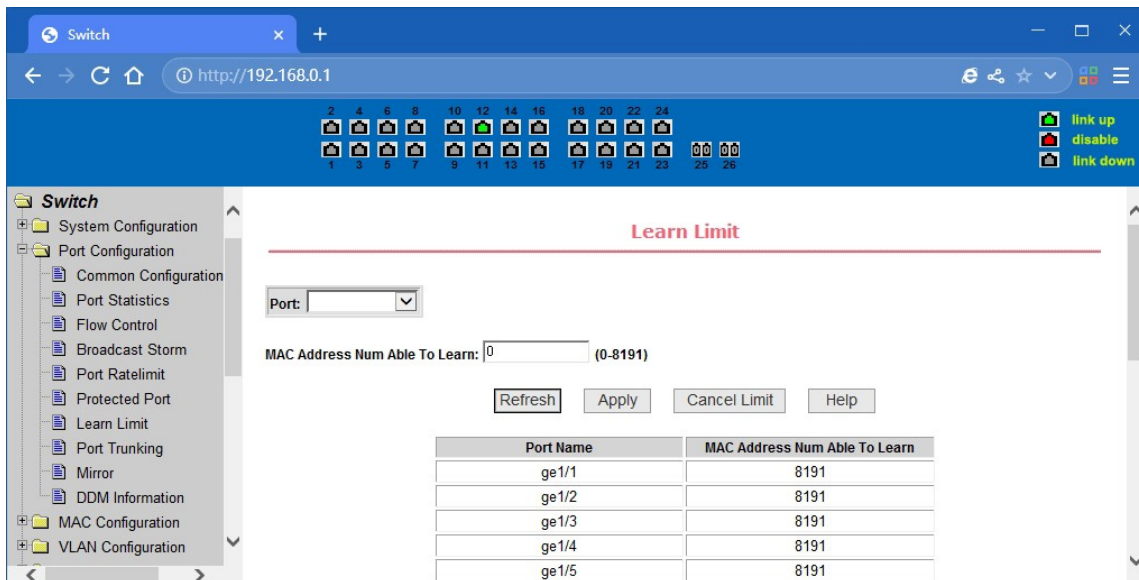 Switch
http://192.168.0.1
2 4 6 8 10 12 14 16 18 20 22 24
1 3 5 7 9 11 13 15 17 19 21 23 25 26
link up
disable
link down
Switch
System Configuration
Port Configuration
Common Configuration
Port Statistics
Flow Control
Broadcast Storm
Port Ratelimit
Protected Port
Learn Limit
Port Trunking
Mirror
DDM Information
MAC Configuration
VLAN Configuration
Learn Limit
Port:
MAC Address Num Able To Learn: 0 (0-8191)
Refresh Apply Cancel Limit Help
Port Name MAC Address Num Able To Learn
ge1/1 8191
ge1/2 8191
ge1/3 8191
ge1/4 8191
ge1/5 8191